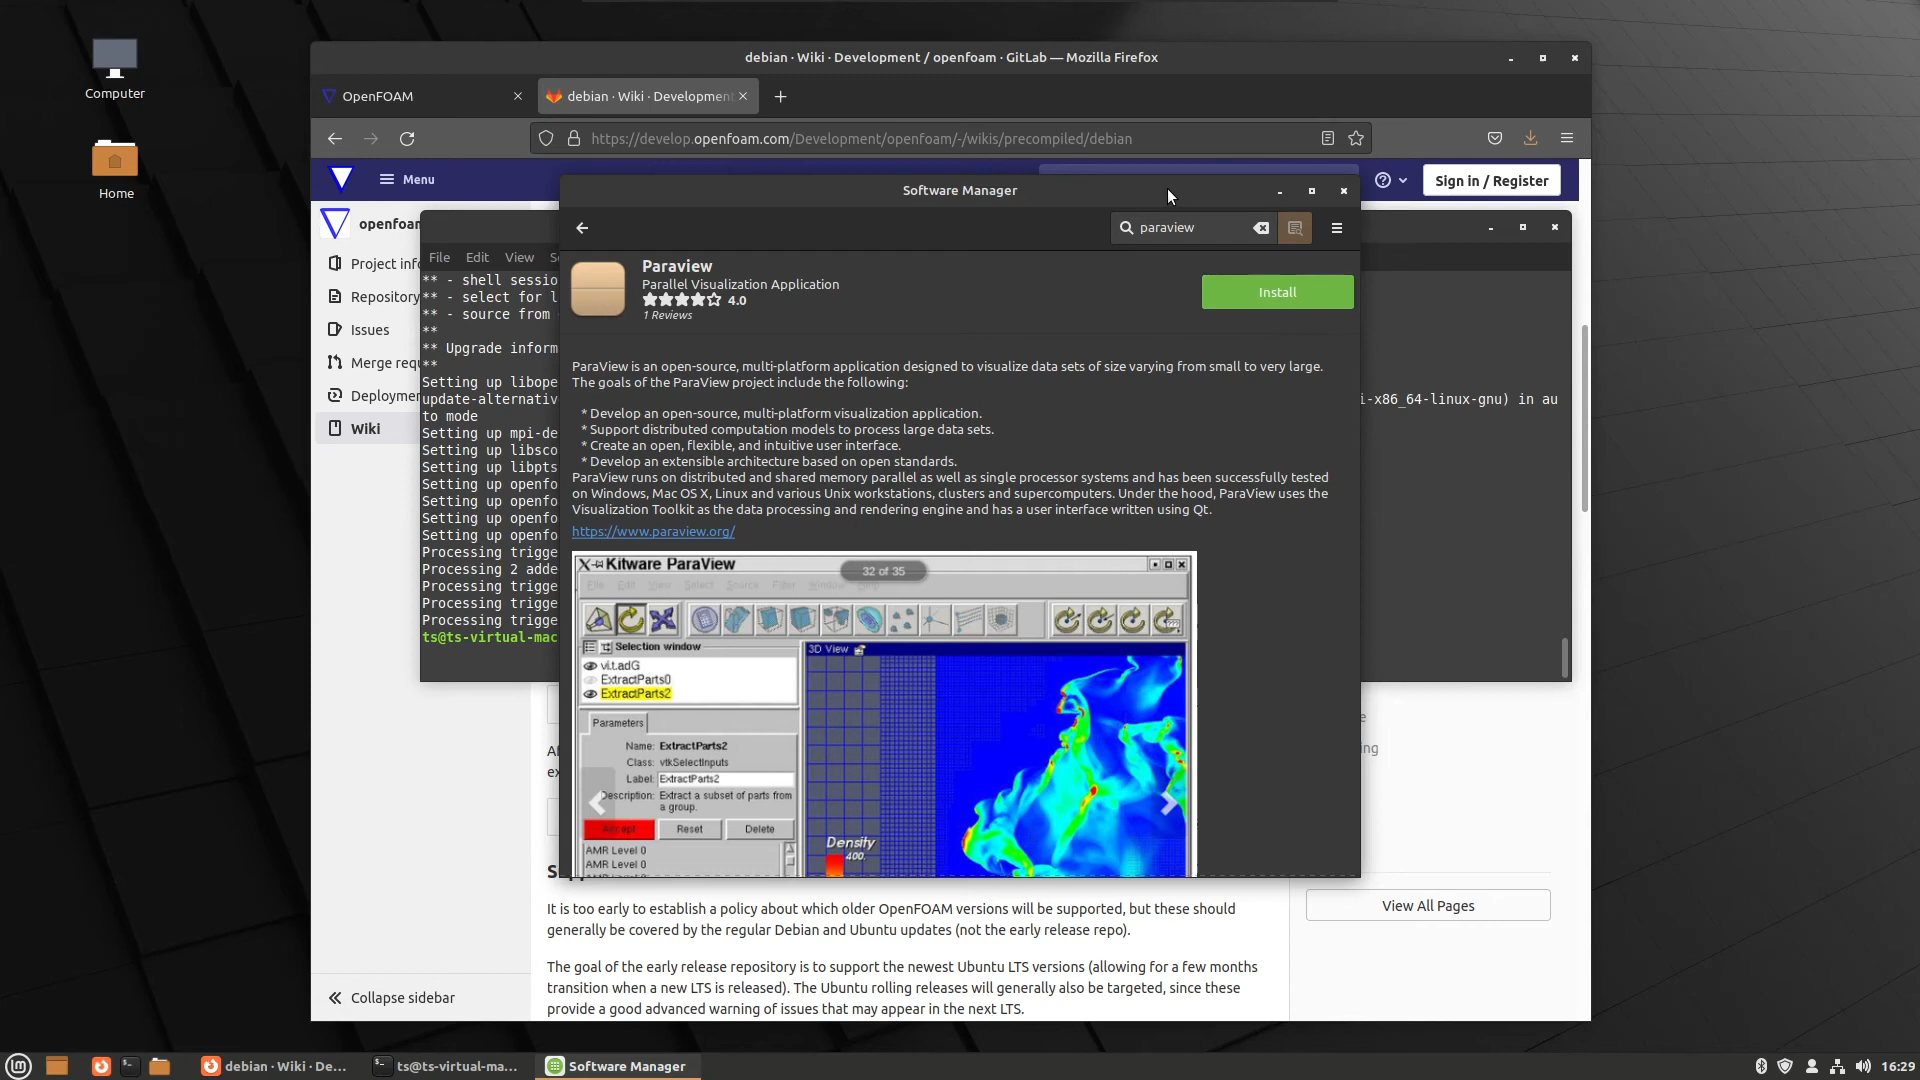 Computer
Home
debian · Wiki · Development / openfoam · GitLab — Mozilla Firefox
OpenFOAM
debian · Wiki · Developmen
https://develop.openfoam.com/Development/openfoam/-/wikis/precompiled/debian
Menu
Sign in / Register
openfoam
Project info
Repository
Issues
Merge requ
Deploymen
Wiki
Collapse sidebar
File Edit View
** - shell sessio
** - select for l
** - source from
**
** Upgrade inform
**
Setting up libope
update-alternativ
i-x86_64-linux-gnu) in au
to mode
Setting up mpi-de
Setting up libsco
Setting up libpts
Setting up openfo
Setting up openfo
Setting up openfo
Setting up openfo
Processing trigge
Processing 2 adde
Processing trigge
Processing trigge
Processing trigge
ts@ts-virtual-mac
Software Manager
paraview
Paraview
Parallel Visualization Application
4.0
1 Reviews
Install
ParaView is an open-source, multi-platform application designed to visualize data sets of size varying from small to very large.
The goals of the ParaView project include the following:
* Develop an open-source, multi-platform visualization application.
* Support distributed computation models to process large data sets.
* Create an open, flexible, and intuitive user interface.
* Develop an extensible architecture based on open standards.
ParaView runs on distributed and shared memory parallel as well as single processor systems and has been successfully tested
on Windows, Mac OS X, Linux and various Unix workstations, clusters and supercomputers. Under the hood, ParaView uses the
Visualization Toolkit as the data processing and rendering engine and has a user interface written using Qt.
https://www.paraview.org/
Kitware ParaView
32 of 35
File Edit View Select Source Filter Window Help
Selection window
3D View
vi.t.adG
ExtractParts0
ExtractParts2
Parameters
Name: ExtractParts2
Class: vtkSelectInputs
Label: ExtractParts2
Description: Extract a subset of parts from
a group.
Accept Reset Delete
AMR Level 0
AMR Level 0
Density
400.
View All Pages
It is too early to establish a policy about which older OpenFOAM versions will be supported, but these should
generally be covered by the regular Debian and Ubuntu updates (not the early release repo).
The goal of the early release repository is to support the newest Ubuntu LTS versions (allowing for a few months
transition when a new LTS is released). The Ubuntu rolling releases will generally also be targeted, since these
provide a good advanced warning of issues that may appear in the next LTS.
debian · Wiki · De...
ts@ts-virtual-ma...
Software Manager
16:29